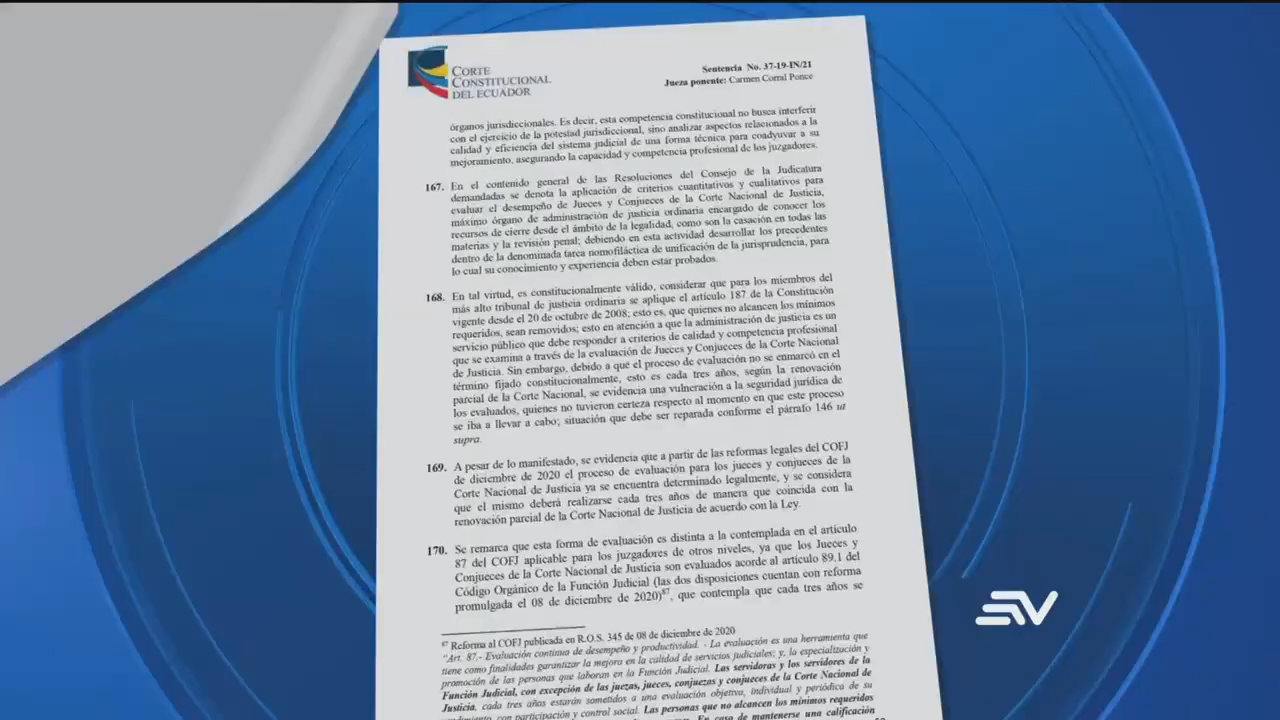 CORTE
CONSTITUCIONAL
DEL ECUADOR
Sentencia No. 37-19-IN/21
Jueza ponente: Carmen Corral Ponce
órganos jurisdiccionales. Es decir, esta competencia constitucional no busca interferir
con el ejercicio de la potestad jurisdiccional, sino analizar aspectos relacionados a la
calidad y eficiencia del sistema judicial de una forma técnica para coadyuvar a su
mejoramiento, asegurando la capacidad y competencia profesional de los juzgadores.
167. En el contenido general de las Resoluciones del Consejo de la Judicatura
demandadas se denota la aplicación de criterios cuantitativos y cualitativos para
evaluar el desempeño de Jueces y Conjueces de la Corte Nacional de Justicia,
máximo órgano de administración de justicia ordinaria encargado de conocer los
recursos de cierre desde el ámbito de la legalidad, como son la casación en todas las
materias y la revisión penal; debiendo en esta actividad desarrollar los precedentes
dentro de la denominada tarea nomofiláctica de unificación de la jurisprudencia, para
lo cual su conocimiento y experiencia deben estar probados.
168. En tal virtud, es constitucionalmente válido, considerar que para los miembros del
más alto tribunal de justicia ordinaria se aplique el artículo 187 de la Constitución
vigente desde el 20 de octubre de 2008; esto es, que quienes no alcancen los mínimos
requeridos, sean removidos; esto en atención a que la administración de justicia es un
servicio público que debe responder a criterios de calidad y competencia profesional
que se examina a través de la evaluación de Jueces y Conjueces de la Corte Nacional
de Justicia. Sin embargo, debido a que el proceso de evaluación no se enmarcó en el
término fijado constitucionalmente, esto es cada tres años, según la renovación
parcial de la Corte Nacional, se evidencia una vulneración a la seguridad jurídica de
los evaluados, quienes no tuvieron certeza respecto al momento en que este proceso
se iba a llevar a cabo; situación que debe ser reparada conforme el párrafo 146 ut
supra.
169. A pesar de lo manifestado, se evidencia que a partir de las reformas legales del COFJ
de diciembre de 2020 el proceso de evaluación para los jueces y conjueces de la
Corte Nacional de Justicia ya se encuentra determinado legalmente, y se considera
que el mismo deberá realizarse cada tres años de manera que coincida con la
renovación parcial de la Corte Nacional de Justicia de acuerdo con la Ley.
170. Se remarca que esta forma de evaluación es distinta a la contemplada en el artículo
87 del COFJ aplicable para los juzgadores de otros niveles, ya que los Jueces y
Conjueces de la Corte Nacional de Justicia son evaluados acorde al artículo 89.1 del
Código Orgánico de la Función Judicial (las dos disposiciones cuentan con reforma
promulgada el 08 de diciembre de 2020)87, que contempla que cada tres años se
87 Reforma al COFJ publicada en R.O.S. 345 de 08 de diciembre de 2020
"Art. 87.- Evaluación continua de desempeño y productividad. - La evaluación es una herramienta que
tiene como finalidades garantizar la mejora en la calidad de servicios judiciales; y, la especialización y
promoción de las personas que laboran en la Función Judicial. Las servidoras y los servidores de la
Función Judicial, con excepción de las juezas, jueces, conjuezas y conjueces de la Corte Nacional de
Justicia, cada tres años estarán sometidos a una evaluación objetiva, individual y periódica de su
rendimiento, con participación y control social. Las personas que no alcancen los mínimos requeridos
En caso de mantenerse una calificación